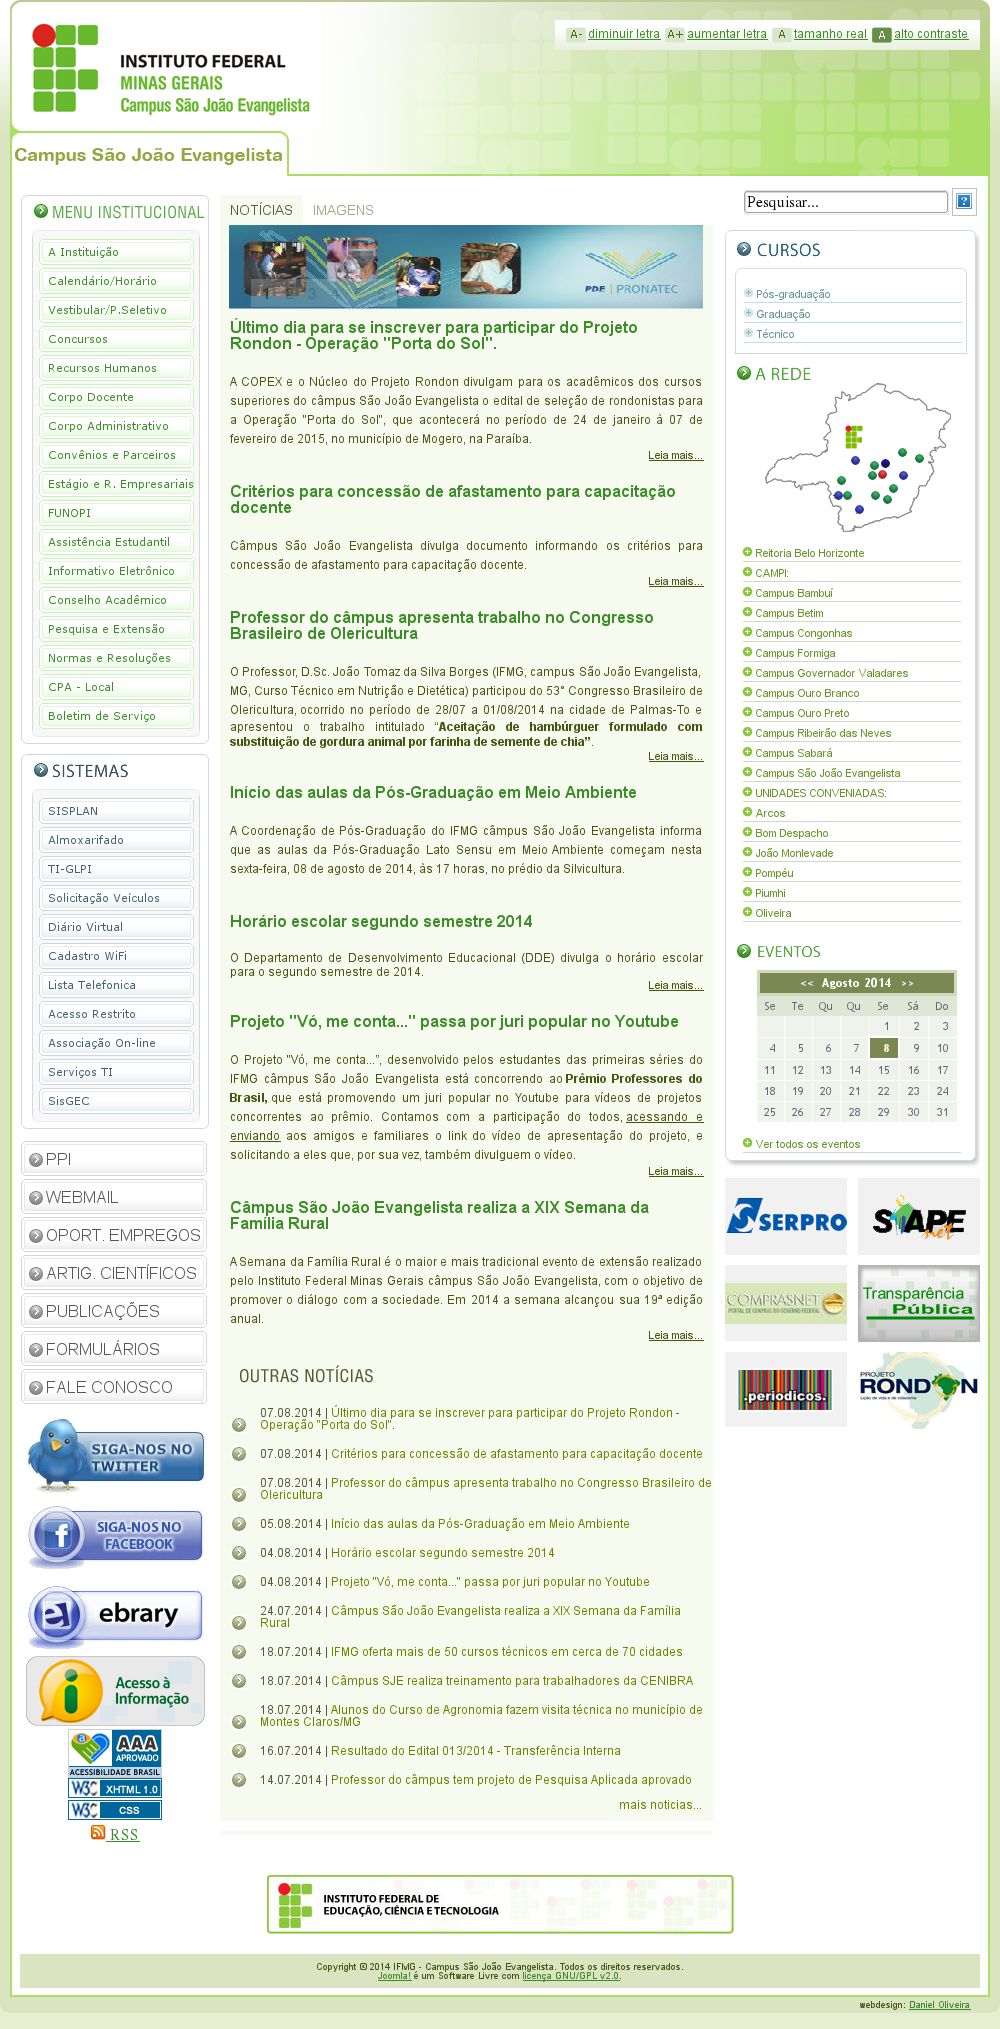 INSTITUTO FEDERAL
MINAS GERAIS
Campus São João Evangelista
A- diminuir letra A+ aumentar letra A tamanho real A alto contraste
Campus São João Evangelista
MENU INSTITUCIONAL
A Instituição
Calendário/Horário
Vestibular/P.Seletivo
Concursos
Recursos Humanos
Corpo Docente
Corpo Administrativo
Convênios e Parceiros
Estágio e R. Empresariais
FUNOPI
Assistência Estudantil
Informativo Eletrônico
Conselho Acadêmico
Pesquisa e Extensão
Normas e Resoluções
CPA - Local
Boletim de Serviço
SISTEMAS
SISPLAN
Almoxarifado
TI-GLPI
Solicitação Veículos
Diário Virtual
Cadastro WiFi
Lista Telefonica
Acesso Restrito
Associação On-line
Serviços TI
SisGEC
PPI
WEBMAIL
OPORT. EMPREGOS
ARTIG. CIENTÍFICOS
PUBLICAÇÕES
FORMULÁRIOS
FALE CONOSCO
SIGA-NOS NO
TWITTER
SIGA-NOS NO
FACEBOOK
ebrary
Acesso à
Informação
AAA
APROVADO
ACESSIBILIDADE BRASIL
W3C XHTML 1.0
W3C CSS
RSS
NOTÍCIAS IMAGENS
1 2 3
PDE | PRONATEC
Último dia para se inscrever para participar do Projeto
Rondon - Operação "Porta do Sol".
A COPEX e o Núcleo do Projeto Rondon divulgam para os acadêmicos dos cursos
superiores do câmpus São João Evangelista o edital de seleção de rondonistas para
a Operação "Porta do Sol", que acontecerá no período de 24 de janeiro à 07 de
fevereiro de 2015, no município de Mogero, na Paraíba.
Leia mais...
Critérios para concessão de afastamento para capacitação
docente
Câmpus São João Evangelista divulga documento informando os critérios para
concessão de afastamento para capacitação docente.
Leia mais...
Professor do câmpus apresenta trabalho no Congresso
Brasileiro de Olericultura
O Professor, D.Sc. João Tomaz da Silva Borges (IFMG, campus São João Evangelista,
MG, Curso Técnico em Nutrição e Dietética) participou do 53° Congresso Brasileiro de
Olericultura, ocorrido no período de 28/07 a 01/08/2014 na cidade de Palmas-To e
apresentou o trabalho intitulado “Aceitação de hambúrguer formulado com
substituição de gordura animal por farinha de semente de chia”.
Leia mais...
Início das aulas da Pós-Graduação em Meio Ambiente
A Coordenação de Pós-Graduação do IFMG câmpus São João Evangelista informa
que as aulas da Pós-Graduação Lato Sensu em Meio Ambiente começam nesta
sexta-feira, 08 de agosto de 2014, às 17 horas, no prédio da Silvicultura.
Horário escolar segundo semestre 2014
O Departamento de Desenvolvimento Educacional (DDE) divulga o horário escolar
para o segundo semestre de 2014.
Leia mais...
Projeto "Vó, me conta..." passa por juri popular no Youtube
O Projeto "Vó, me conta...", desenvolvido pelos estudantes das primeiras séries do
IFMG câmpus São João Evangelista está concorrendo ao Prêmio Professores do
Brasil, que está promovendo um juri popular no Youtube para vídeos de projetos
concorrentes ao prêmio. Contamos com a participação do todos, acessando e
enviando aos amigos e familiares o link do vídeo de apresentação do projeto, e
solicitando a eles que, por sua vez, também divulguem o vídeo.
Leia mais...
Câmpus São João Evangelista realiza a XIX Semana da
Família Rural
A Semana da Família Rural é o maior e mais tradicional evento de extensão realizado
pelo Instituto Federal Minas Gerais câmpus São João Evangelista, com o objetivo de
promover o diálogo com a sociedade. Em 2014 a semana alcançou sua 19ª edição
anual.
Leia mais...
OUTRAS NOTÍCIAS
07.08.2014 | Último dia para se inscrever para participar do Projeto Rondon -
Operação "Porta do Sol".
07.08.2014 | Critérios para concessão de afastamento para capacitação docente
07.08.2014 | Professor do câmpus apresenta trabalho no Congresso Brasileiro de
Olericultura
05.08.2014 | Início das aulas da Pós-Graduação em Meio Ambiente
04.08.2014 | Horário escolar segundo semestre 2014
04.08.2014 | Projeto "Vó, me conta..." passa por juri popular no Youtube
24.07.2014 | Câmpus São João Evangelista realiza a XIX Semana da Família
Rural
18.07.2014 | IFMG oferta mais de 50 cursos técnicos em cerca de 70 cidades
18.07.2014 | Câmpus SJE realiza treinamento para trabalhadores da CENIBRA
18.07.2014 | Alunos do Curso de Agronomia fazem visita técnica no município de
Montes Claros/MG
16.07.2014 | Resultado do Edital 013/2014 - Transferência Interna
14.07.2014 | Professor do câmpus tem projeto de Pesquisa Aplicada aprovado
mais noticias...
Pesquisar...
?
CURSOS
Pós-graduação
Graduação
Técnico
A REDE
Reitoria Belo Horizonte
CAMPI:
Campus Bambuí
Campus Betim
Campus Congonhas
Campus Formiga
Campus Governador Valadares
Campus Ouro Branco
Campus Ouro Preto
Campus Ribeirão das Neves
Campus Sabará
Campus São João Evangelista
UNIDADES CONVENIADAS:
Arcos
Bom Despacho
João Monlevade
Pompéu
Piumhi
Oliveira
EVENTOS
<< Agosto 2014 >>
Se Te Qu Qu Se Sá Do
1 2 3
4 5 6 7 8 9 10
11 12 13 14 15 16 17
18 19 20 21 22 23 24
25 26 27 28 29 30 31
Ver todos os eventos
SERPRO
SIAPE
net
COMPRASNET
PORTAL DE COMPRAS DO GOVERNO FEDERAL
Transparência
Pública
.periodicos.
PROJETO
RONDON
Lição de vida e de cidadania
INSTITUTO FEDERAL DE
EDUCAÇÃO, CIÊNCIA E TECNOLOGIA
Copyright © 2014 IFMG - Campus São João Evangelista. Todos os direitos reservados.
Joomla! é um Software Livre com licença GNU/GPL v2.0.
webdesign: Daniel Oliveira